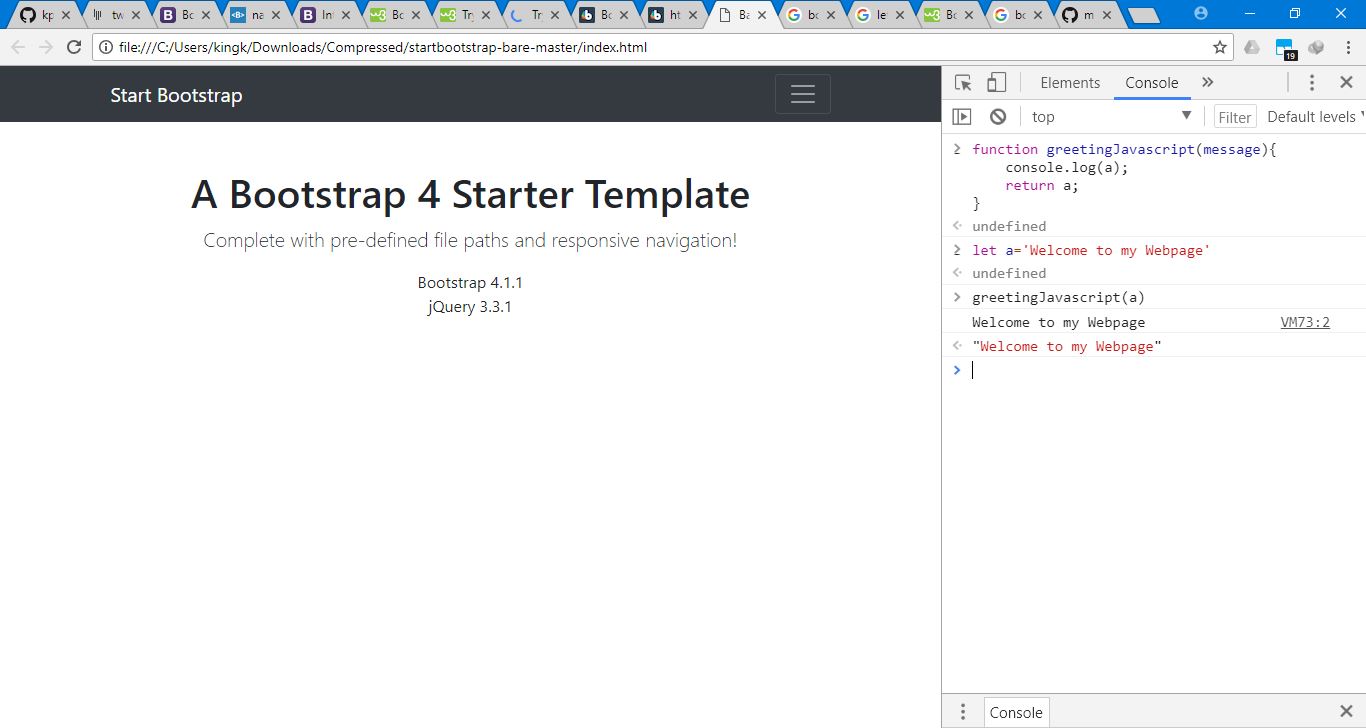 kp
tw
Bo
na
In
Bo
Try
Try
Bo
ht
Ba
bo
le
Bo
bo
m
file:///C:/Users/kingk/Downloads/Compressed/startbootstrap-bare-master/index.html
19
Start Bootstrap
A Bootstrap 4 Starter Template
Complete with pre-defined file paths and responsive navigation!
Bootstrap 4.1.1
jQuery 3.3.1
Elements Console »
top Filter Default levels
function greetingJavascript(message){
console.log(a);
return a;
}
undefined
let a='Welcome to my Webpage'
undefined
greetingJavascript(a)
Welcome to my Webpage VM73:2
"Welcome to my Webpage"
Console